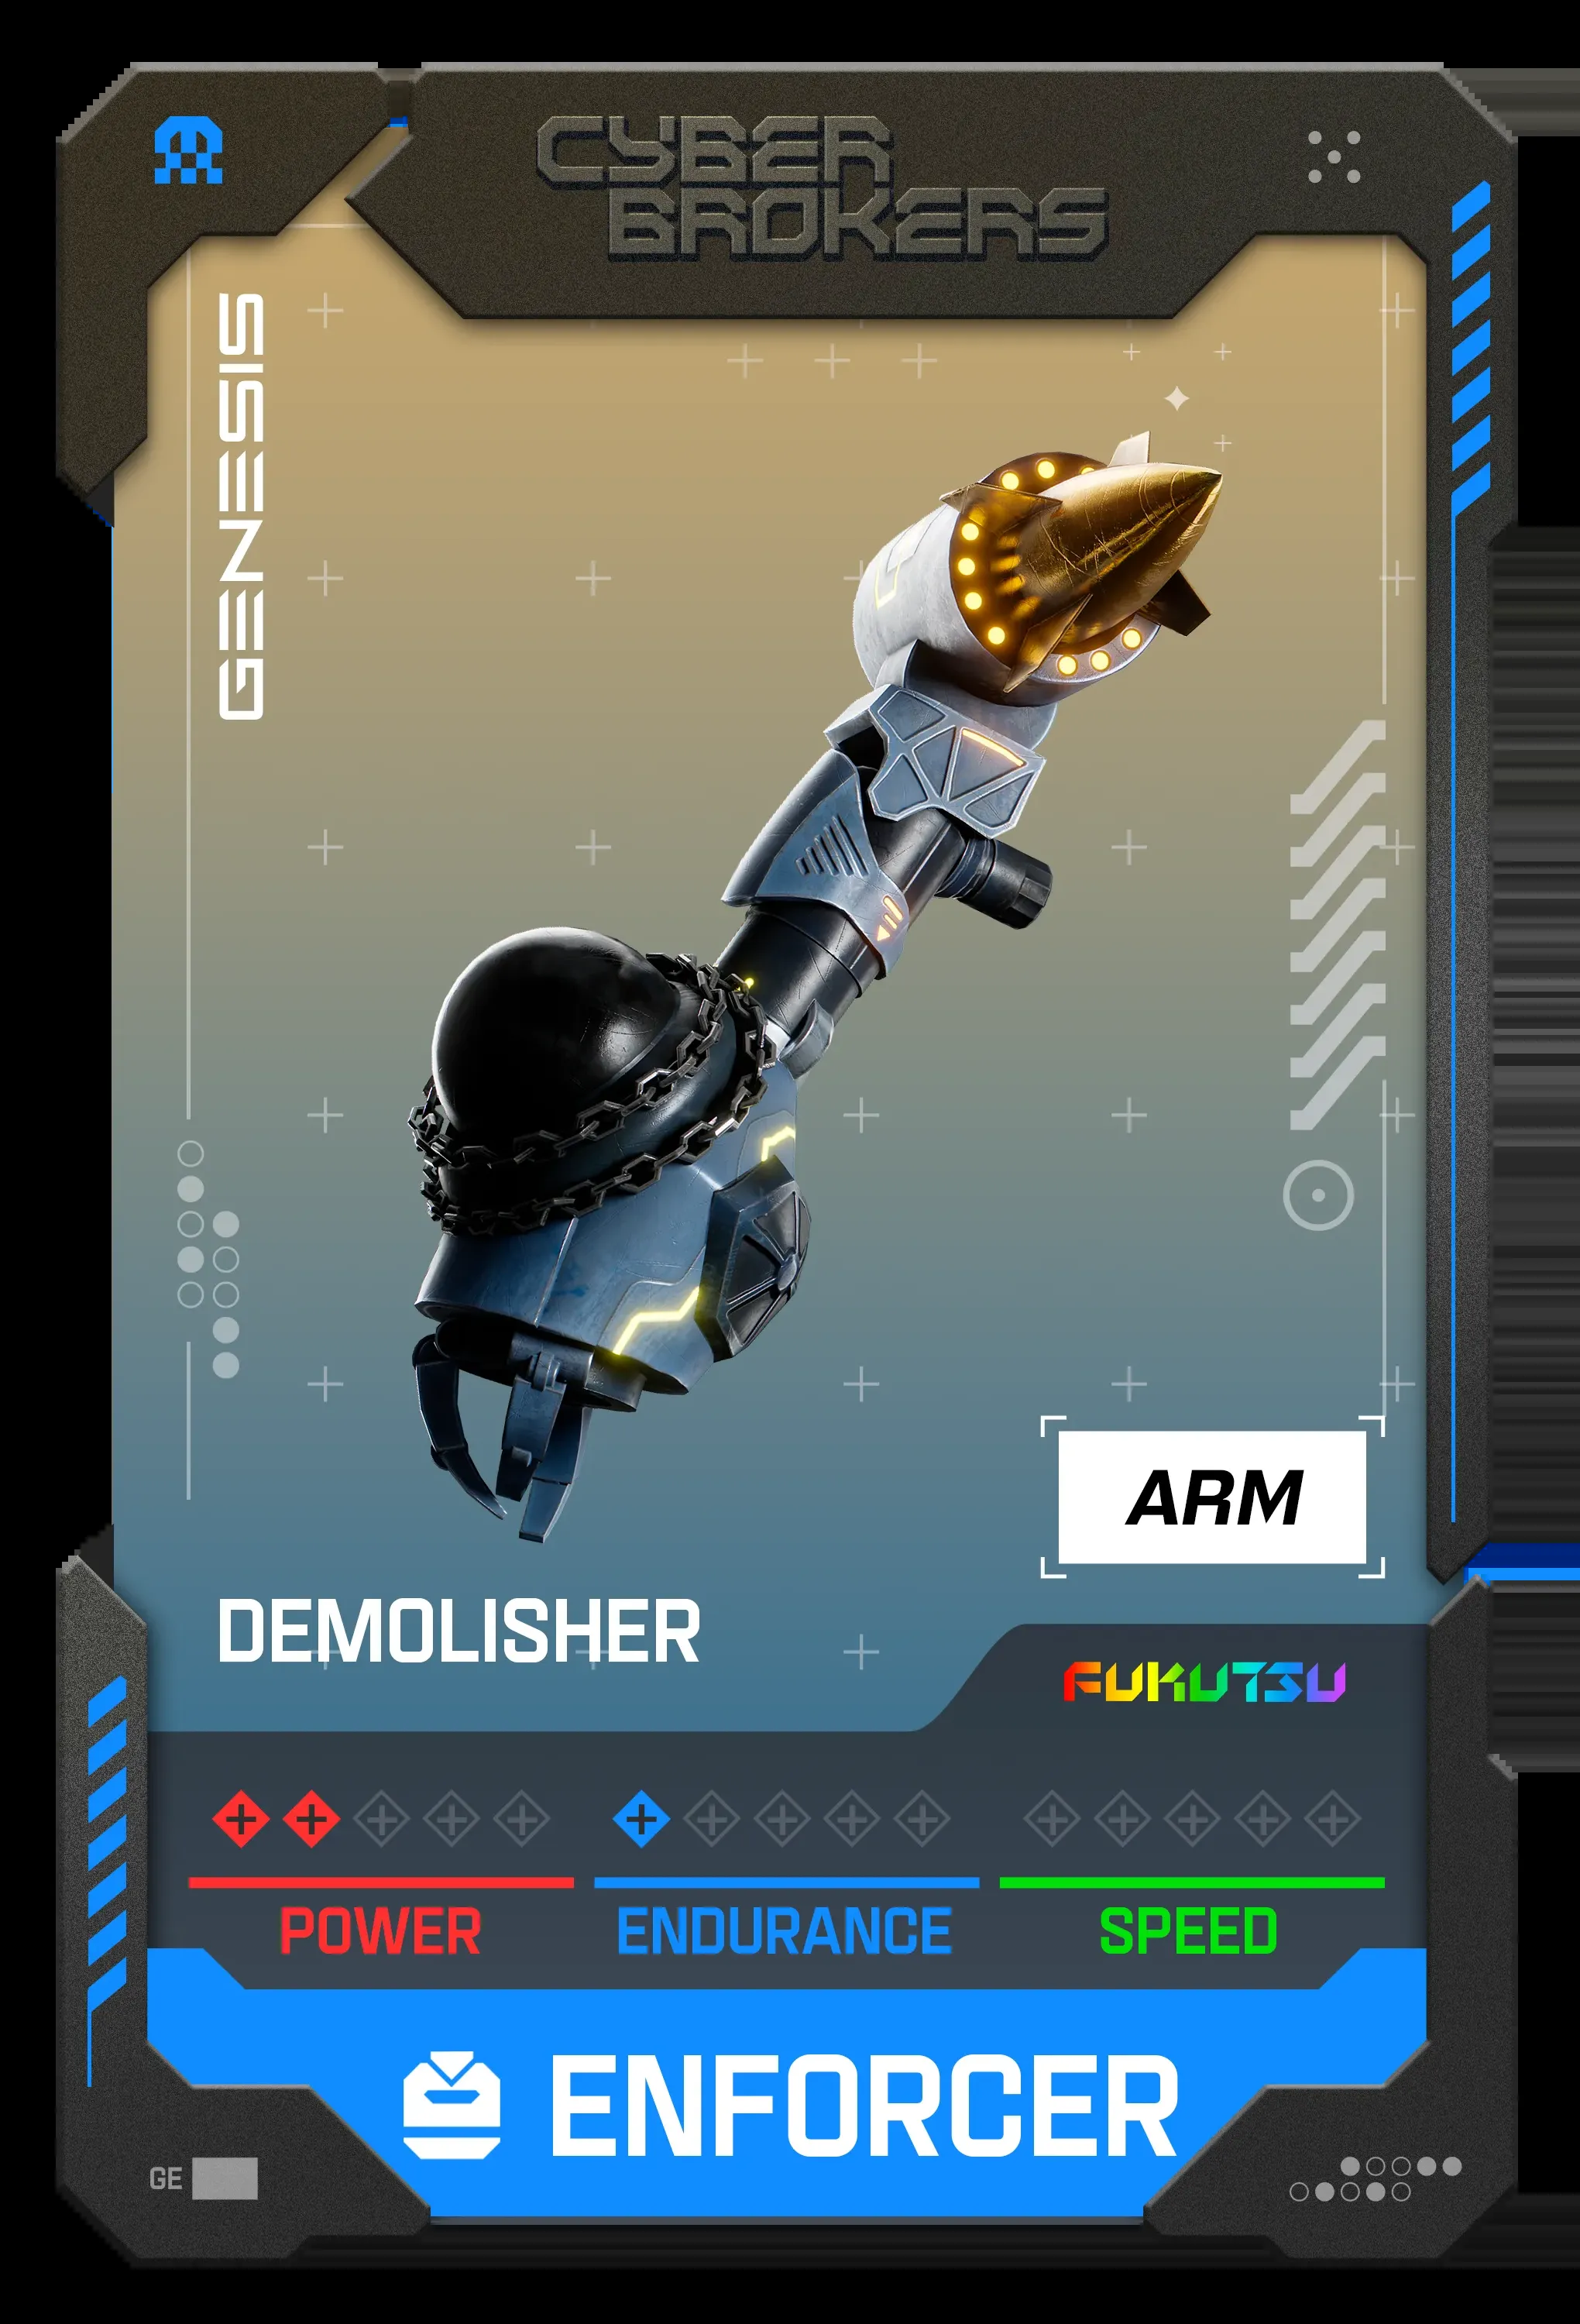 CYBER
BROKERS
GENESIS
ARM
DEMOLISHER
FUKUTSU
POWER
ENDURANCE
SPEED
ENFORCER
GE